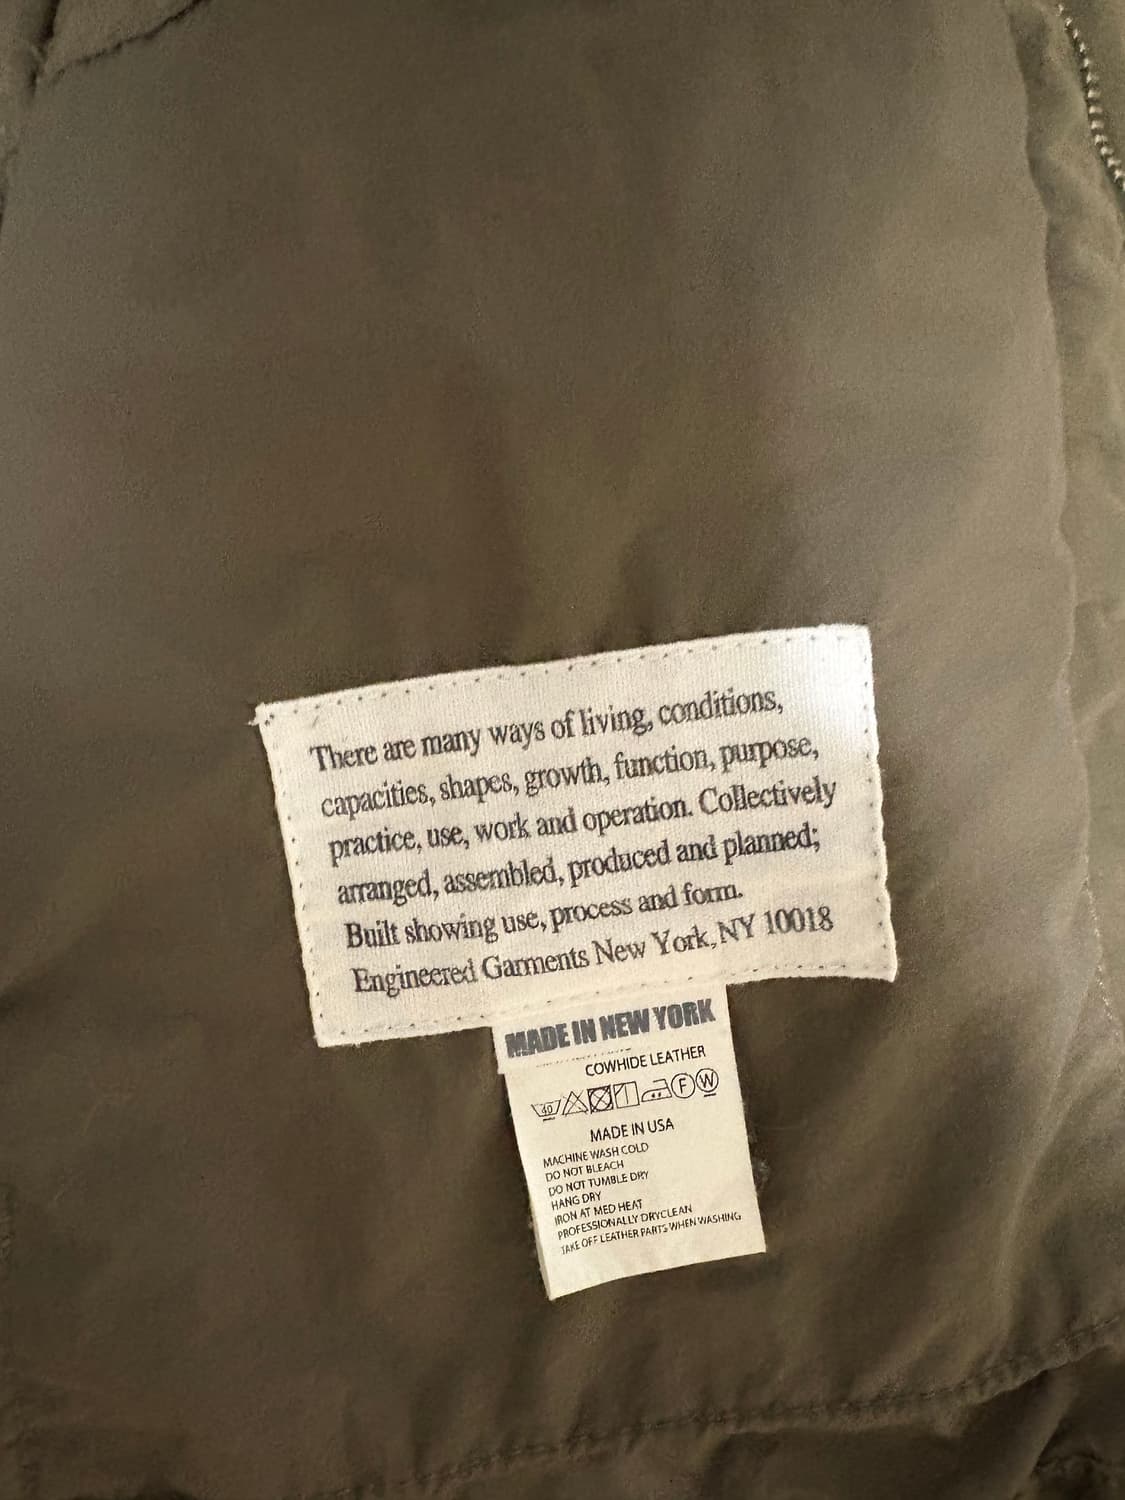 There are many ways of living, conditions,
capacities, shapes, growth, function, purpose,
practice, use, work and operation. Collectively
arranged, assembled, produced and planned;
Built showing use, process and form.
Engineered Garments New York, NY 10018
MADE IN NEW YORK
COWHIDE LEATHER
40 F W
MADE IN USA
MACHINE WASH COLD
DO NOT BLEACH
DO NOT TUMBLE DRY
HANG DRY
IRON AT MED HEAT
PROFESSIONALLY DRYCLEAN
TAKE OFF LEATHER PARTS WHEN WASHING